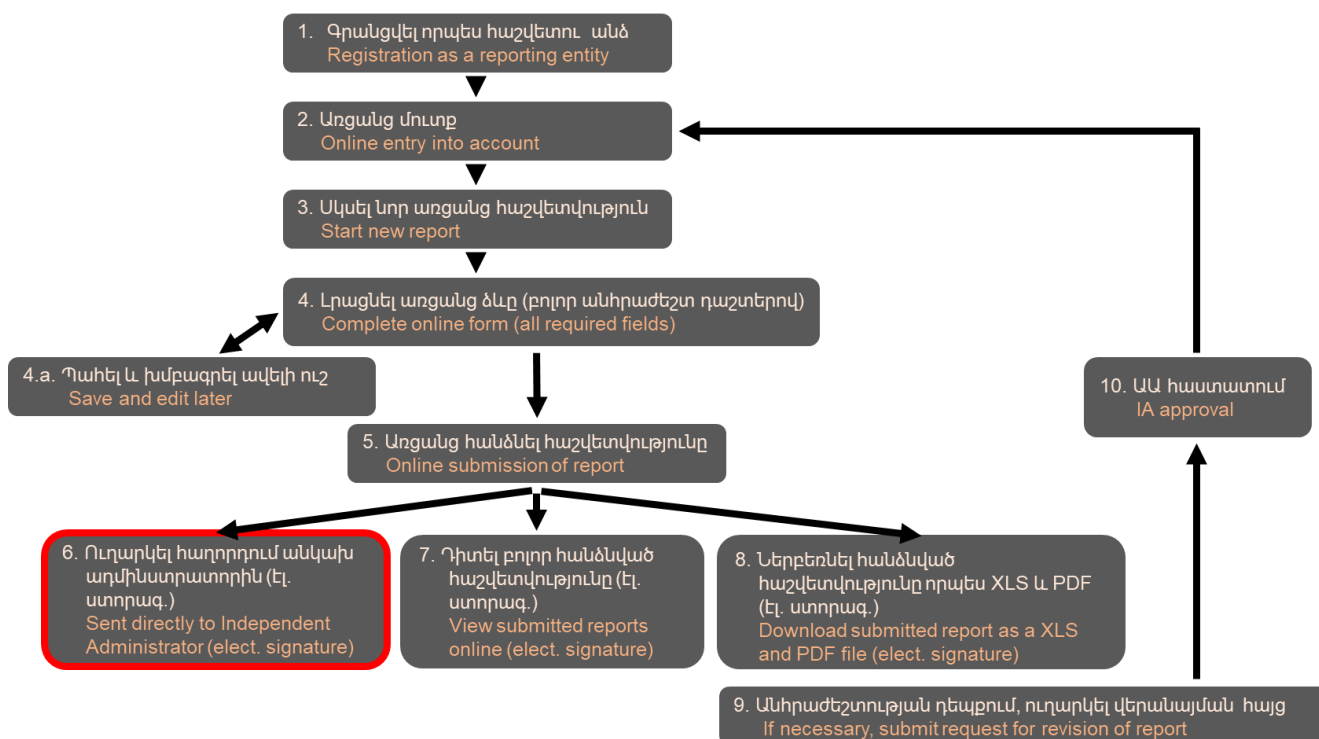 1. Գրանցվել որպես հաշվետու անձ
Registration as a reporting entity
2. Առցանց մուտք
Online entry into account
3. Սկսել նոր առցանց հաշվետվություն
Start new report
4. Լրացնել առցանց ձևը (բոլոր անհրաժեշտ դաշտերով)
Complete online form (all required fields)
4.a. Պահել և խմբագրել ավելի ուշ
Save and edit later
10. ԱԱ հաստատում
IA approval
5. Առցանց հանձնել հաշվետվությունը
Online submission of report
6. Ուղարկել հաղորդում անկախ
ադմինստրատորին (էլ.
ստորագ.)
Sent directly to Independent
Administrator (elect. signature)
7. Դիտել բոլոր հանձնված
հաշվետվությունը (էլ.
ստորագ.)
View submitted reports
online (elect. signature)
8. Ներբեռնել հանձնված
հաշվետվությունը որպես XLS և PDF
(էլ. ստորագ.)
Download submitted report as a XLS
and PDF file (elect. signature)
9. Անհրաժեշտության դեպքում, ուղարկել վերանայման հայց
If necessary, submit request for revision of report